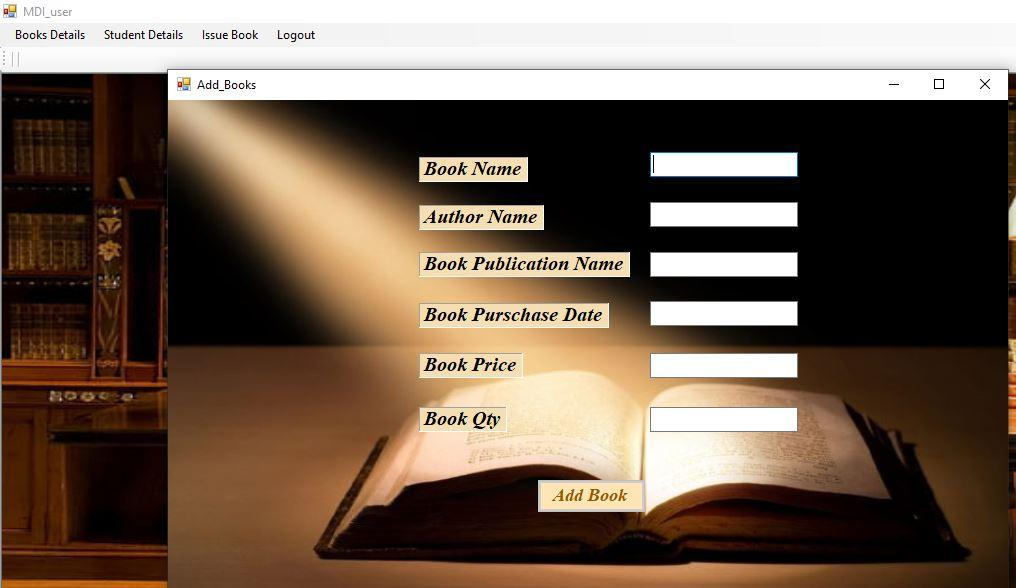 MDI_user
Books Details Student Details Issue Book Logout
Add_Books
Book Name
Author Name
Book Publication Name
Book Purschase Date
Book Price
Book Qty
Add Book